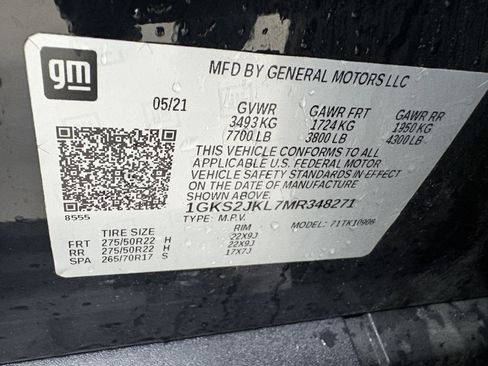 gm
MFD BY GENERAL MOTORS LLC
05/21
GVWR GAWR FRT GAWR RR
3493 KG 1724 KG 1950 KG
7700 LB 3800 LB 4300 LB
THIS VEHICLE CONFORMS TO ALL
APPLICABLE U.S. FEDERAL MOTOR
VEHICLE SAFETY STANDARDS IN EFFECT
ON THE DATE OF MANUFACTURE
SHOWN ABOVE
1GKS2JKL7MR348271
TYPE: M.P.V. MODEL: 71TK10906
8555
TIRE SIZE RIM
FRT 275/50R22 H 22X9J
RR 275/50R22 H 22X9J
SPA 265/70R17 S 17X7J